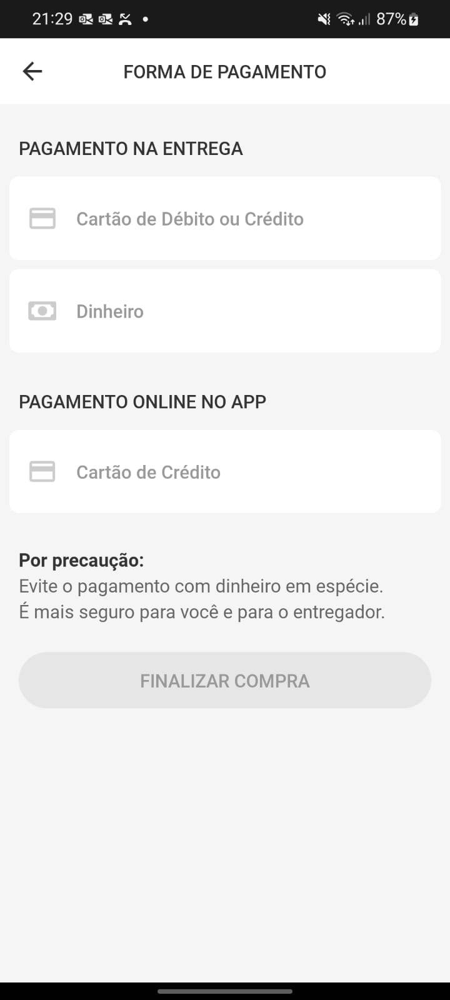 21:29
87%
FORMA DE PAGAMENTO
PAGAMENTO NA ENTREGA
Cartão de Débito ou Crédito
Dinheiro
PAGAMENTO ONLINE NO APP
Cartão de Crédito
Por precaução:
Evite o pagamento com dinheiro em espécie.
É mais seguro para você e para o entregador.
FINALIZAR COMPRA